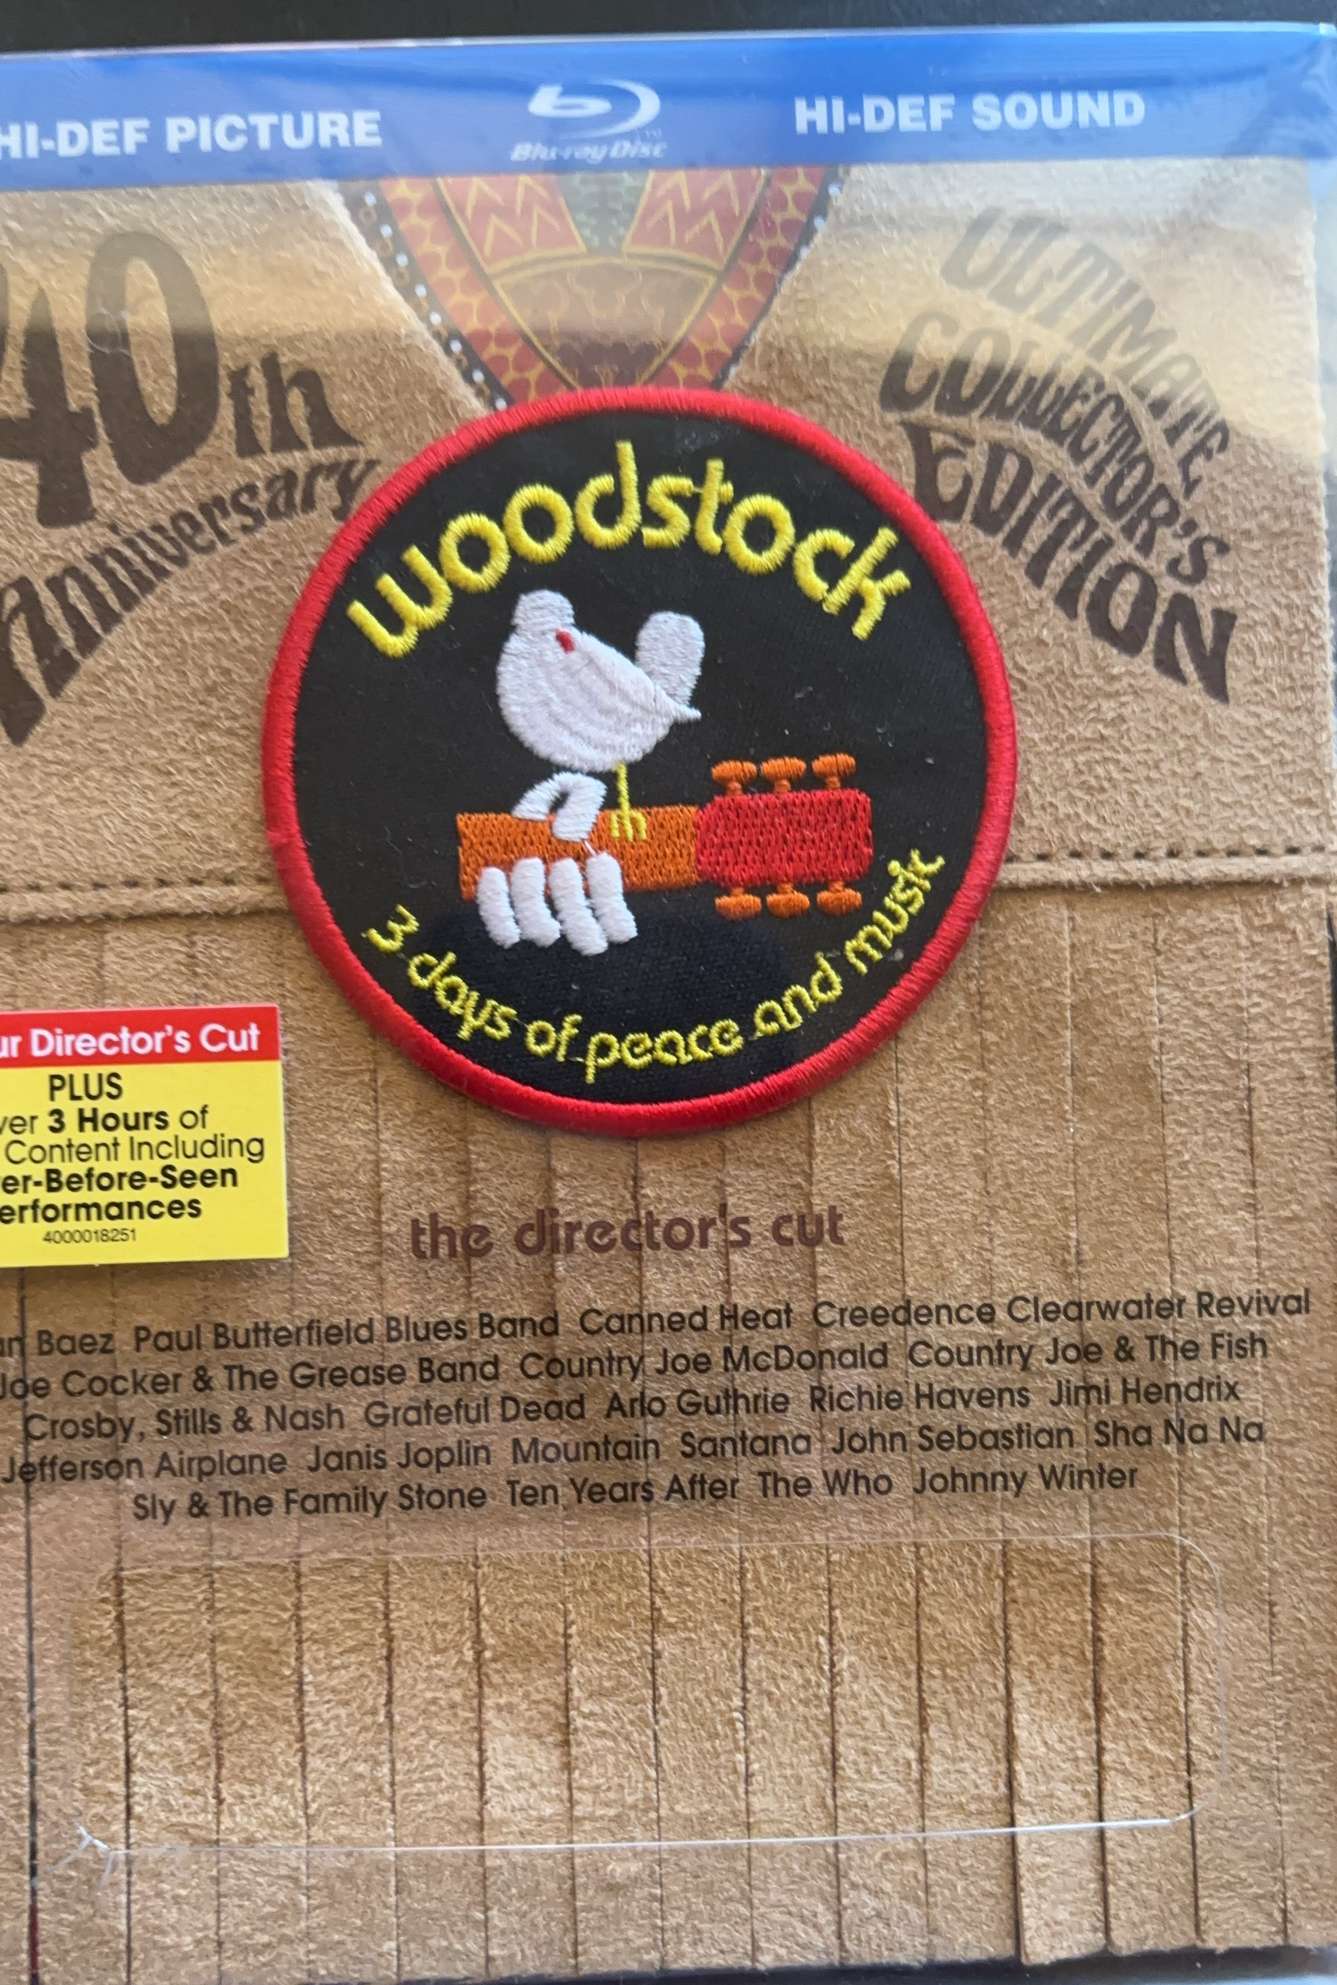 HI-DEF PICTURE
Blu-ray Disc
HI-DEF SOUND
40th
Anniversary
ULTIMATE
COLLECTOR'S
EDITION
woodstock
3 days of peace and music
Director's Cut
PLUS
3 Hours of
Content Including
er-Before-Seen
erformances
4000018251
the director's cut
Baez Paul Butterfield Blues Band Canned Heat Creedence Clearwater Revival
Joe Cocker & The Grease Band Country Joe McDonald Country Joe & The Fish
Crosby, Stills & Nash Grateful Dead Arlo Guthrie Richie Havens Jimi Hendrix
Jefferson Airplane Janis Joplin Mountain Santana John Sebastian Sha Na Na
Sly & The Family Stone Ten Years After The Who Johnny Winter